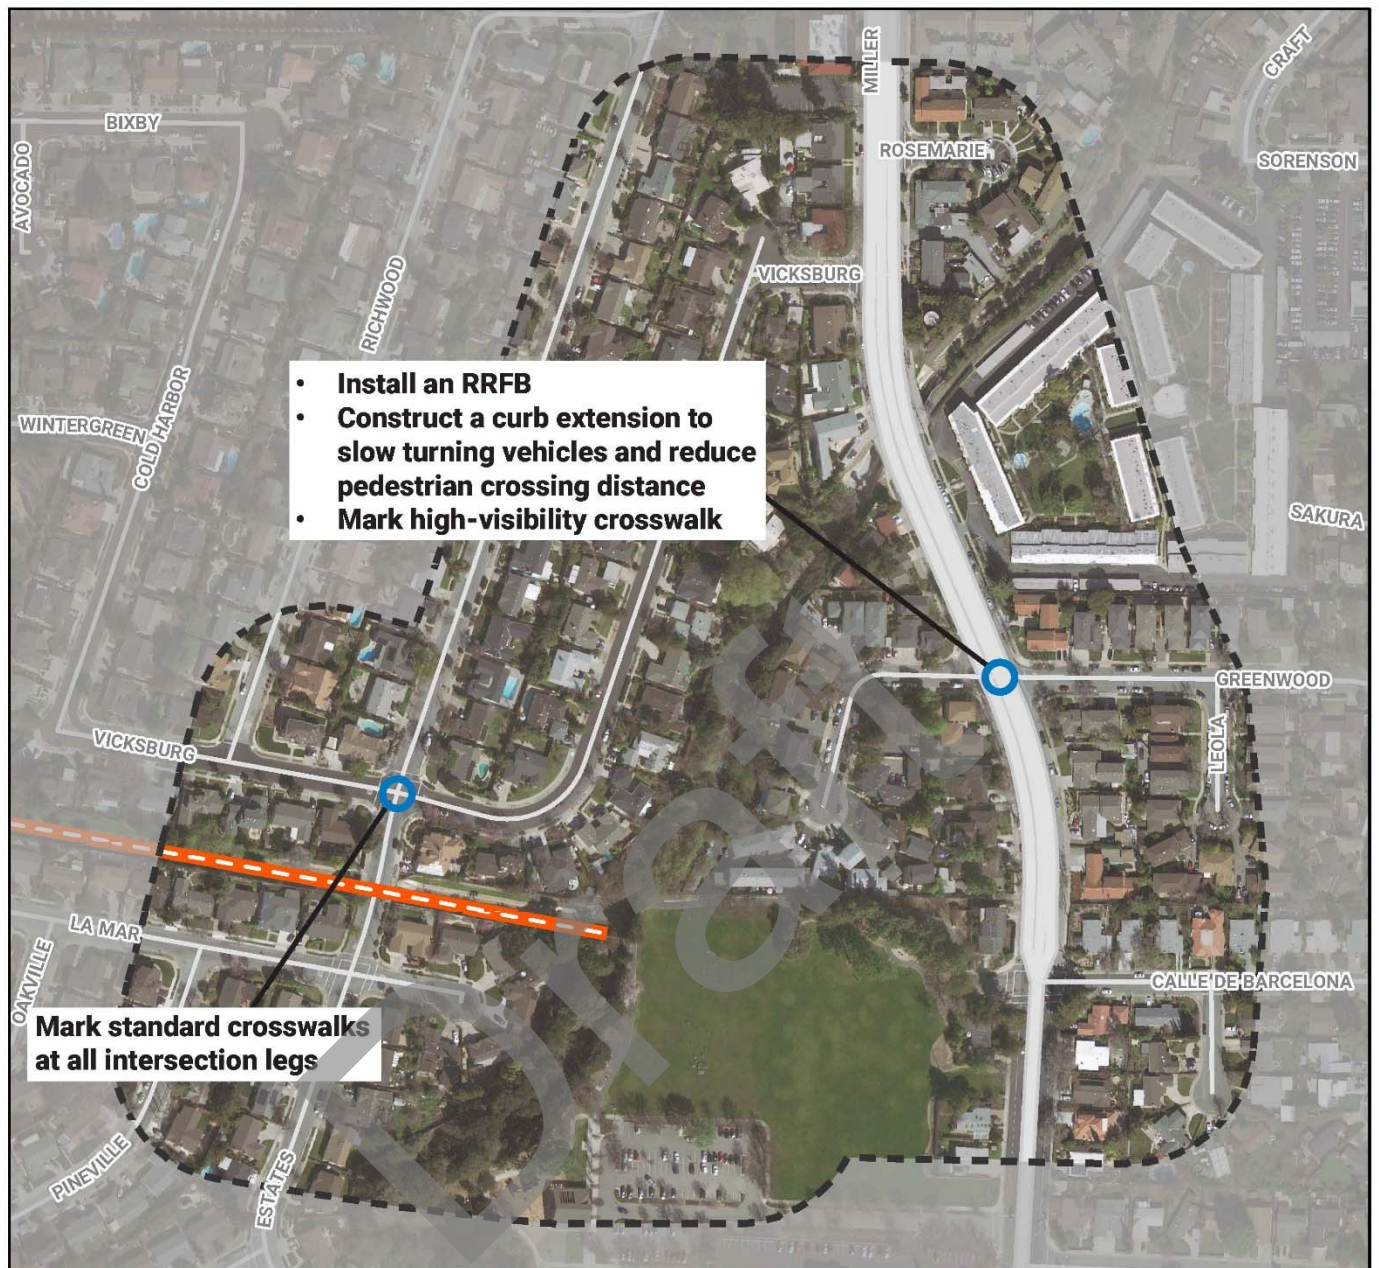 MILLER
CRAFT
BIXBY
AVOCADO
ROSEMARIE
SORENSON
VICKSBURG
RICHWOOD
• Install an RRFB
• Construct a curb extension to
slow turning vehicles and reduce
pedestrian crossing distance
• Mark high-visibility crosswalk
WINTERGREEN
COLD HARBOR
SAKURA
GREENWOOD
LEOLA
VICKSBURG
LA MAR
OAKVILLE
CALLE DE BARCELONA
Mark standard crosswalks
at all intersection legs
PINEVILLE
ESTATES
Draft